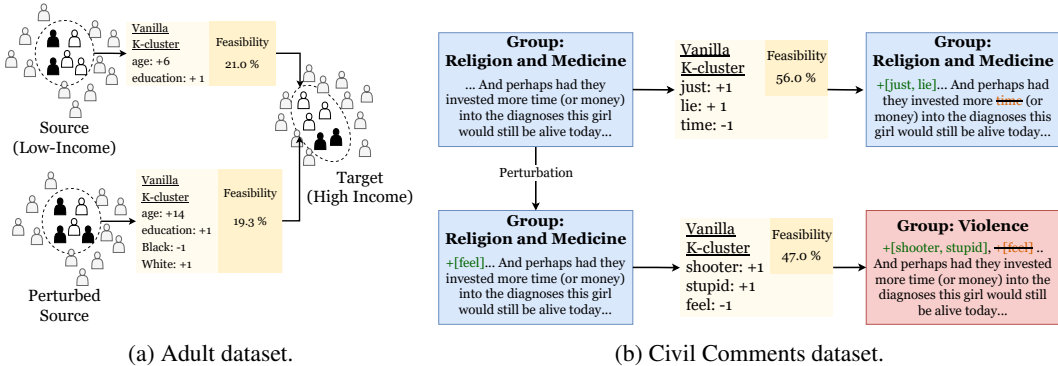 Vanilla
K-cluster
age: +6
education: + 1
Feasibility
21.0 %
Source
(Low-Income)
Target
(High Income)
Vanilla
K-cluster
age: +14
education: +1
Black: -1
White: +1
Feasibility
19.3 %
Perturbed
Source
(a) Adult dataset.
Group:
Religion and Medicine
... And perhaps had they
invested more time (or money)
into the diagnoses this girl
would still be alive today...
Vanilla
K-cluster
just: +1
lie: + 1
time: -1
Feasibility
56.0 %
Group:
Religion and Medicine
+[just, lie]... And perhaps had
they invested more time (or
money) into the diagnoses this
girl would still be alive today...
Perturbation
Group:
Religion and Medicine
+[feel]... And perhaps had they
invested more time (or money)
into the diagnoses this girl
would still be alive today...
Vanilla
K-cluster
shooter: +1
stupid: +1
feel: -1
Feasibility
47.0 %
Group: Violence
+[shooter, stupid], +[feel] ..
And perhaps had they invested
more time (or money) into the
diagnoses this girl would still
be alive today...
(b) Civil Comments dataset.